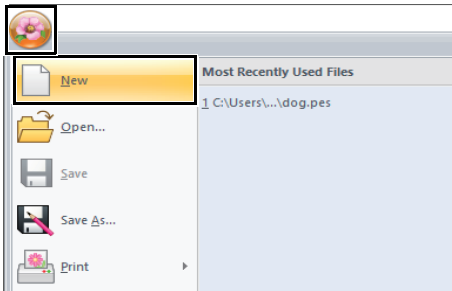 New
Most Recently Used Files
1 C:\Users\...\dog.pes
Open...
Save
Save As...
Print